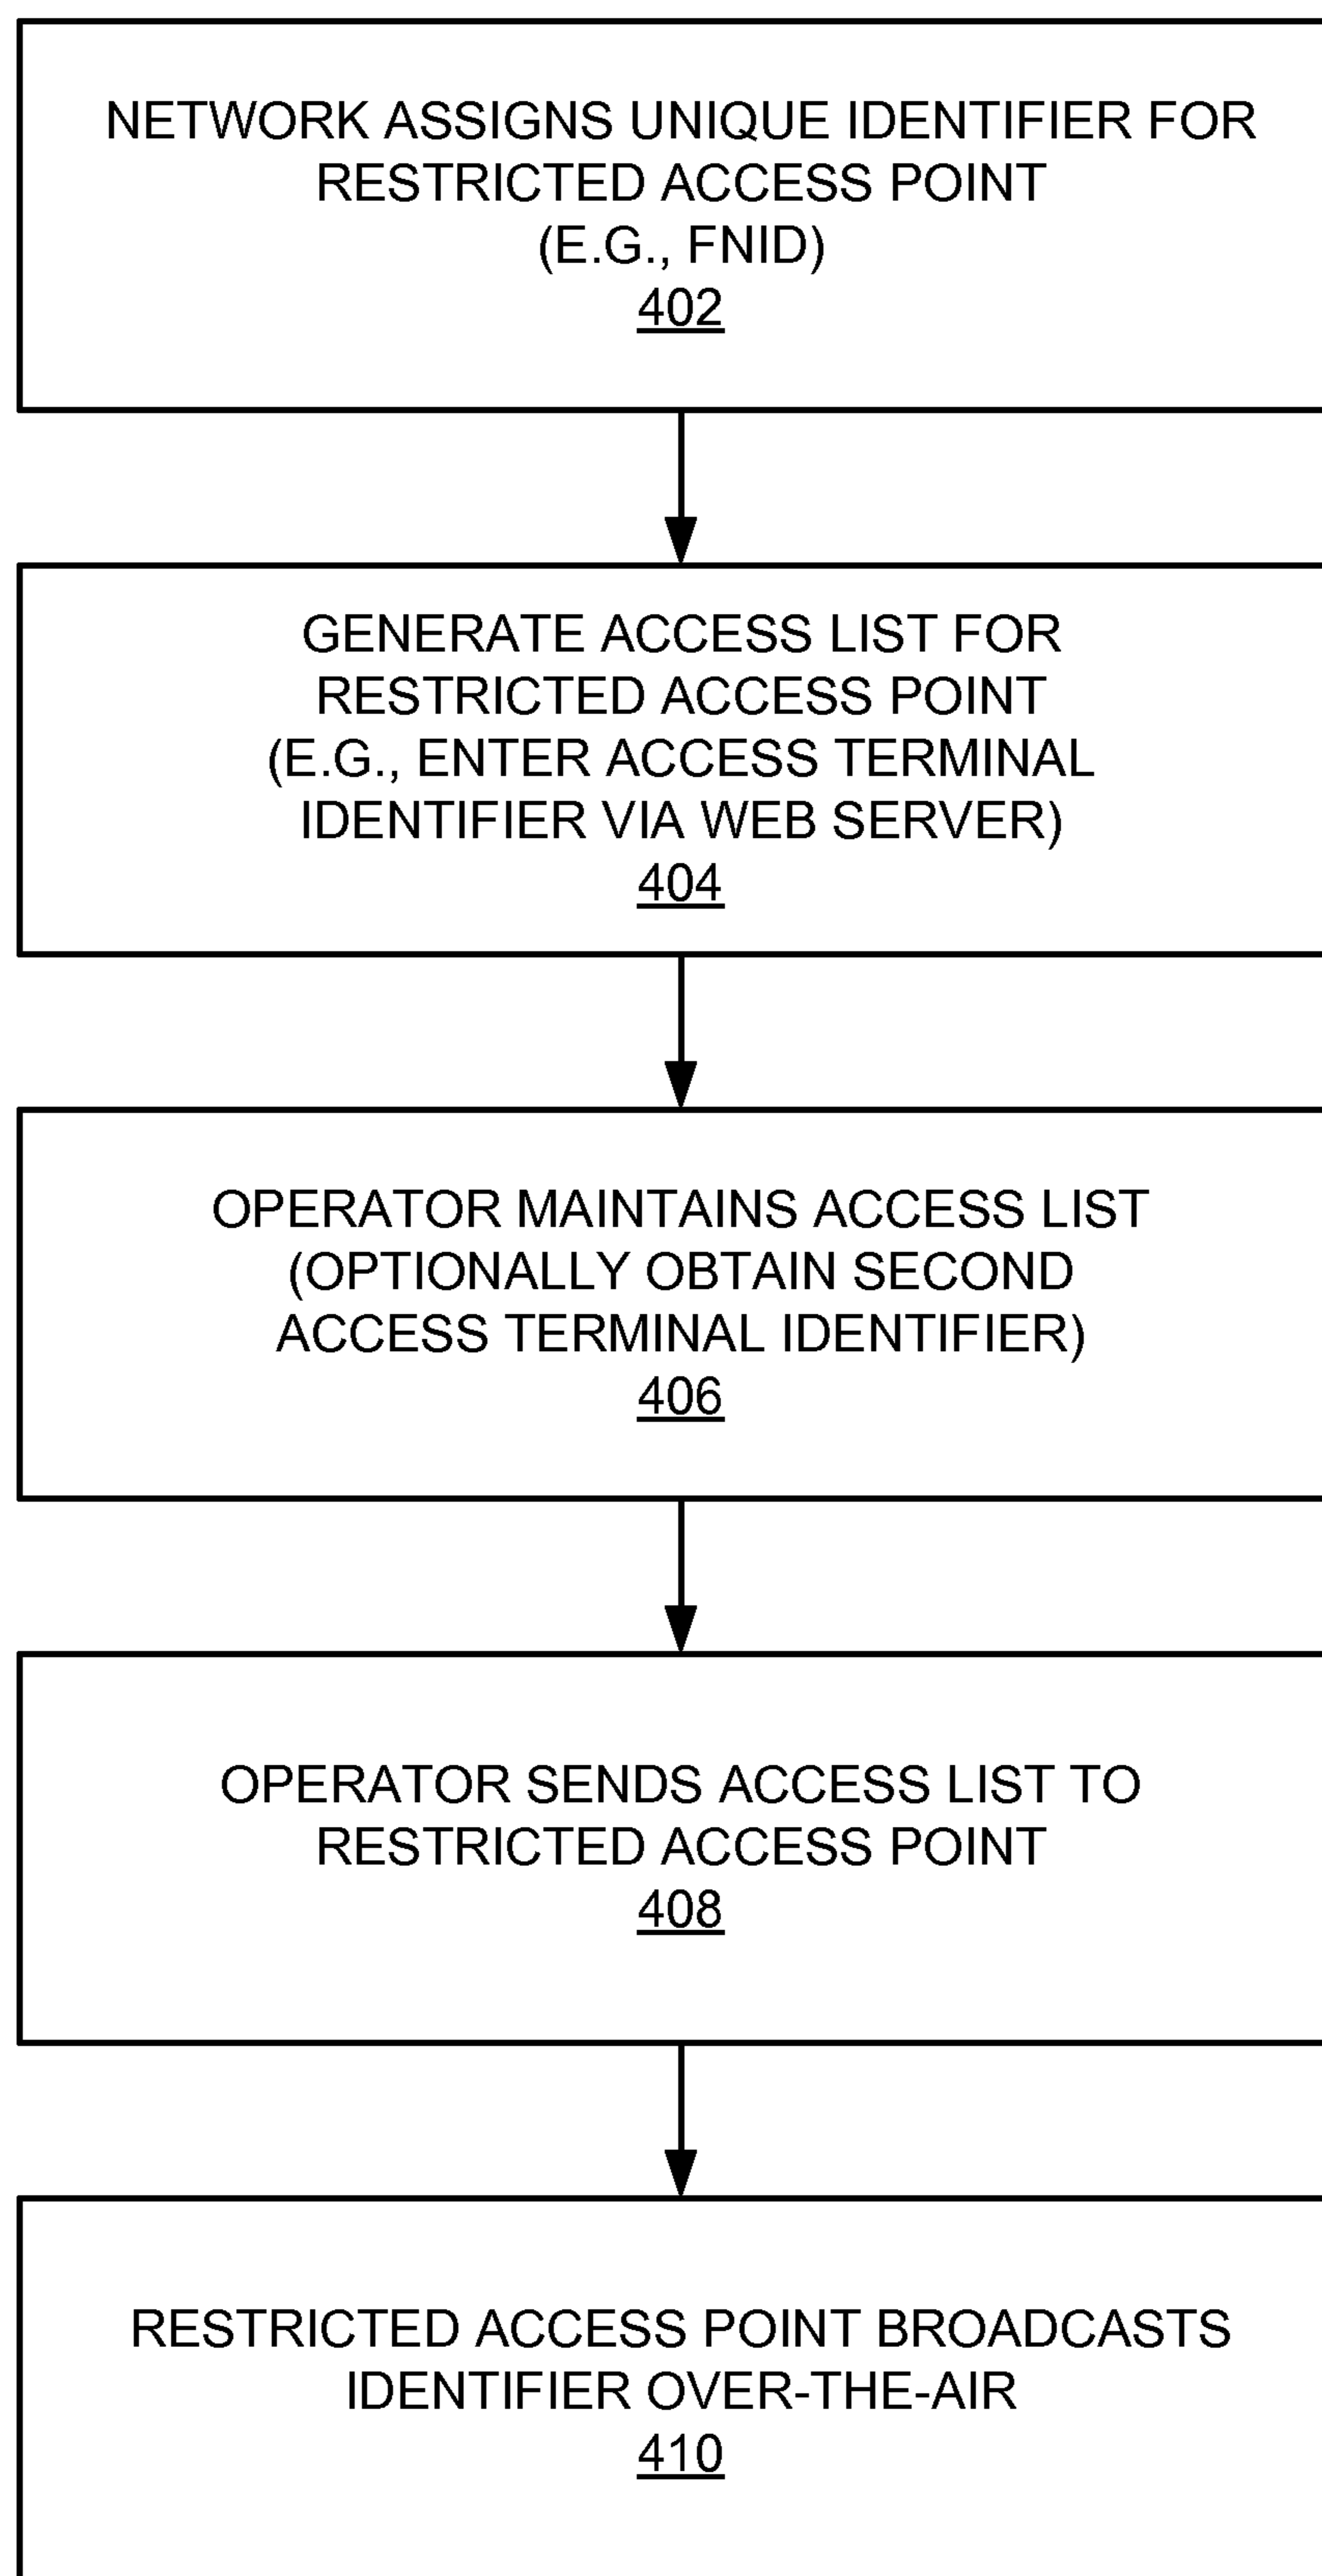 NETWORK ASSIGNS UNIQUE IDENTIFIER FOR
RESTRICTED ACCESS POINT
(E.G., FNID)
402
GENERATE ACCESS LIST FOR
RESTRICTED ACCESS POINT
(E.G., ENTER ACCESS TERMINAL
IDENTIFIER VIA WEB SERVER)
404
OPERATOR MAINTAINS ACCESS LIST
(OPTIONALLY OBTAIN SECOND
ACCESS TERMINAL IDENTIFIER)
406
OPERATOR SENDS ACCESS LIST TO
RESTRICTED ACCESS POINT
408
RESTRICTED ACCESS POINT BROADCASTS
IDENTIFIER OVER-THE-AIR
410